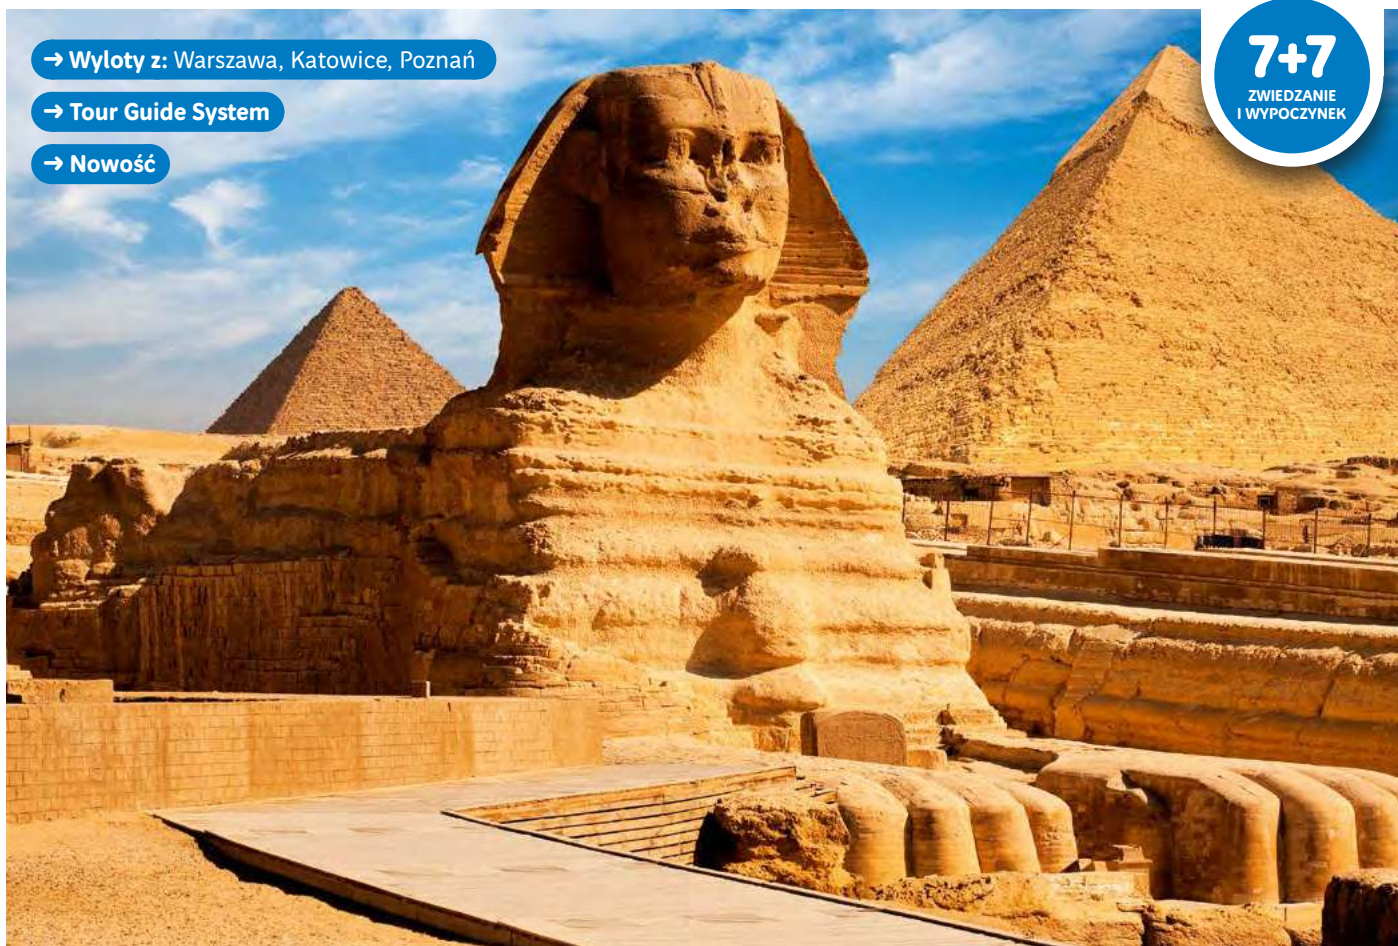 → Wyloty z: Warszawa, Katowice, Poznań
→ Tour Guide System
→ Nowość
7+7
ZWIEDZANIE
I WYPOCZYNEK